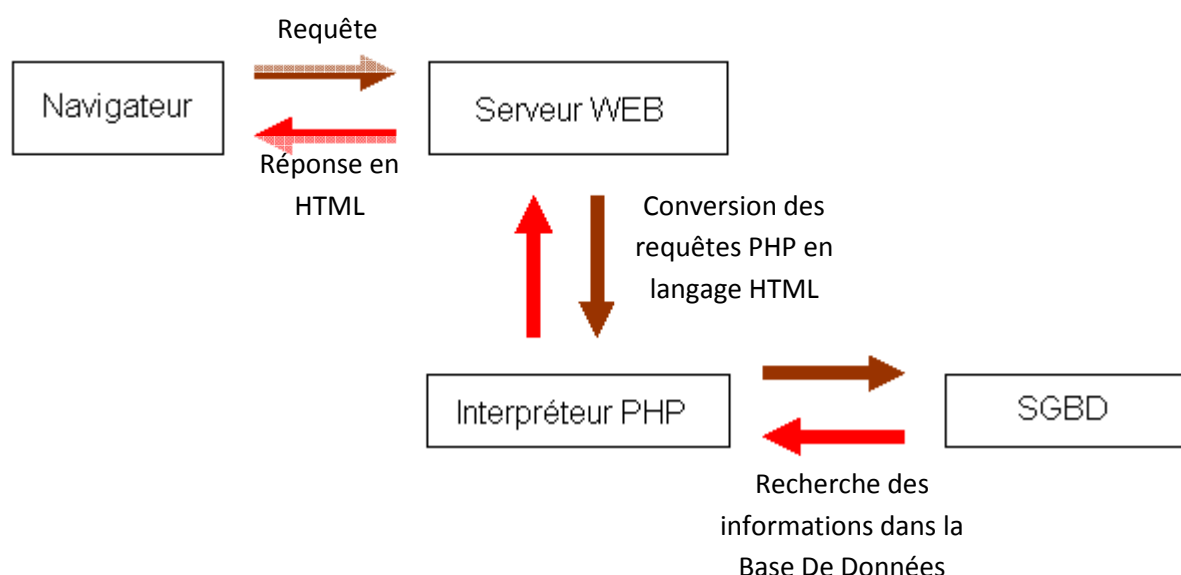 Requête
Navigateur
Serveur WEB
Réponse en
HTML
Conversion des
requêtes PHP en
langage HTML
Interpréteur PHP
SGBD
Recherche des
informations dans la
Base De Données